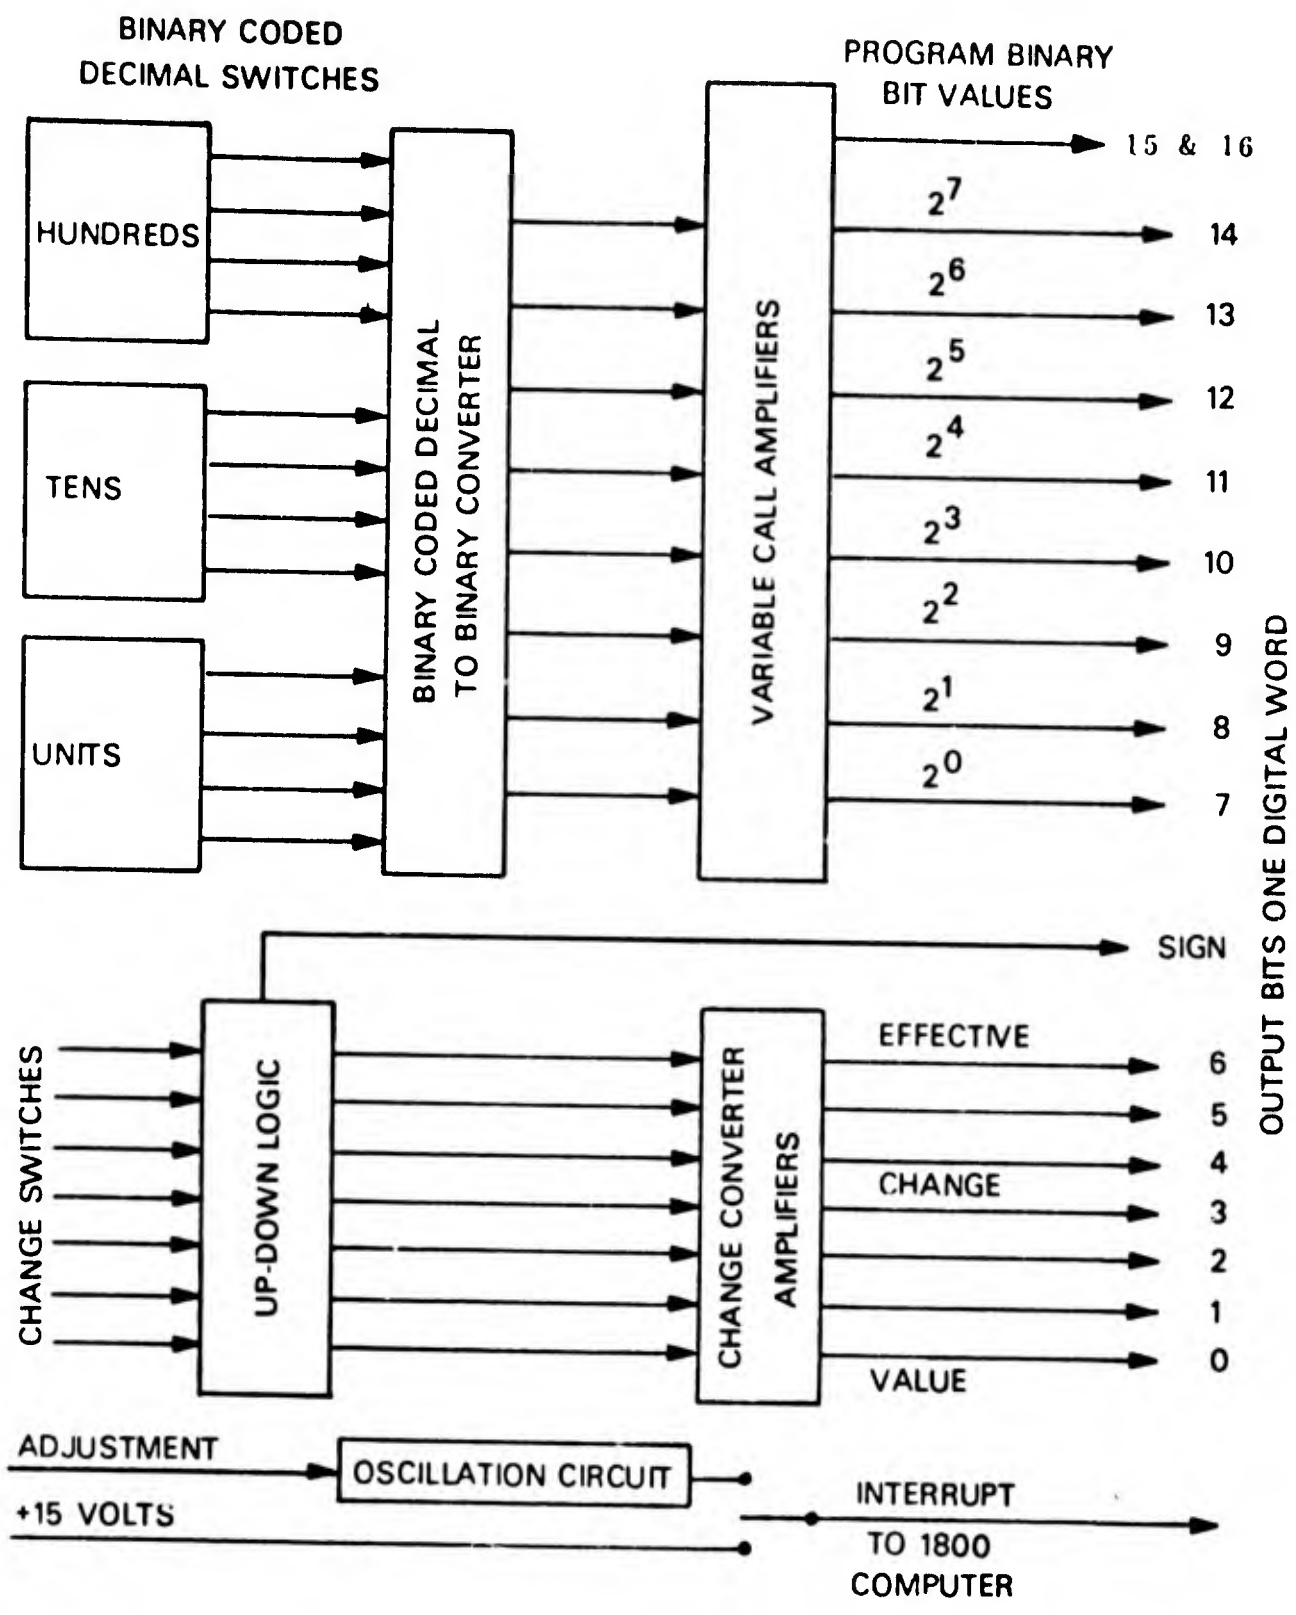 BINARY CODED
DECIMAL SWITCHES
PROGRAM BINARY
BIT VALUES
HUNDREDS
TENS
UNITS
BINARY CODED DECIMAL
TO BINARY CONVERTER
VARIABLE CALL AMPLIFIERS
15 & 16
2^7 14
2^6 13
2^5 12
2^4 11
2^3 10
2^2 9
2^1 8
2^0 7
OUTPUT BITS ONE DIGITAL WORD
SIGN
CHANGE SWITCHES
UP-DOWN LOGIC
CHANGE CONVERTER
AMPLIFIERS
EFFECTIVE
CHANGE
VALUE
6
5
4
3
2
1
0
ADJUSTMENT
OSCILLATION CIRCUIT
+15 VOLTS
INTERRUPT
TO 1800
COMPUTER